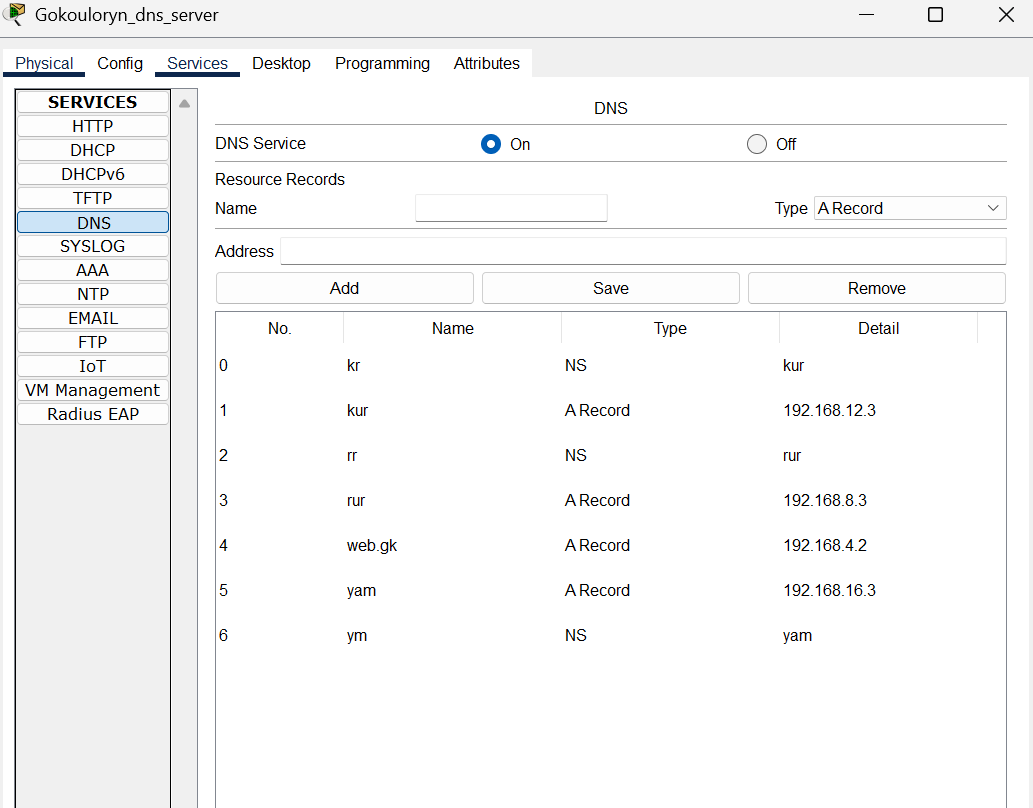 Gokouloryn_dns_server
Physical Config Services Desktop Programming Attributes
SERVICES
HTTP
DHCP
DHCPv6
TFTP
DNS
SYSLOG
AAA
NTP
EMAIL
FTP
IoT
VM Management
Radius EAP
DNS
DNS Service On Off
Resource Records
Name Type A Record
Address
Add Save Remove
No. Name Type Detail
0 kr NS kur
1 kur A Record 192.168.12.3
2 rr NS rur
3 rur A Record 192.168.8.3
4 web.gk A Record 192.168.4.2
5 yam A Record 192.168.16.3
6 ym NS yam